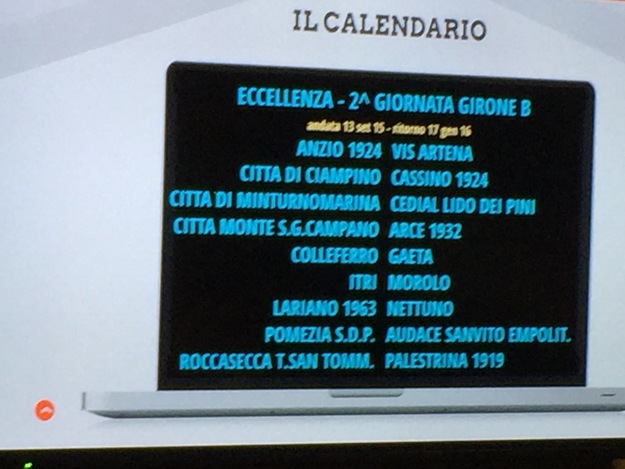 IL CALENDARIO
ECCELLENZA - 2^ GIORNATA GIRONE B
andata 13 set 15 - ritorno 17 gen 16
ANZIO 1924 VIS ARTENA
CITTA DI CIAMPINO CASSINO 1924
CITTA DI MINTURNOMARINA CEDIAL LIDO DEI PINI
CITTA MONTE S.G.CAMPANO ARCE 1932
COLLEFERRO GAETA
ITRI MOROLO
LARIANO 1963 NETTUNO
POMEZIA S.D.P. AUDACE SANVITO EMPOLIT.
ROCCASECCA T.SAN TOMM. PALESTRINA 1919